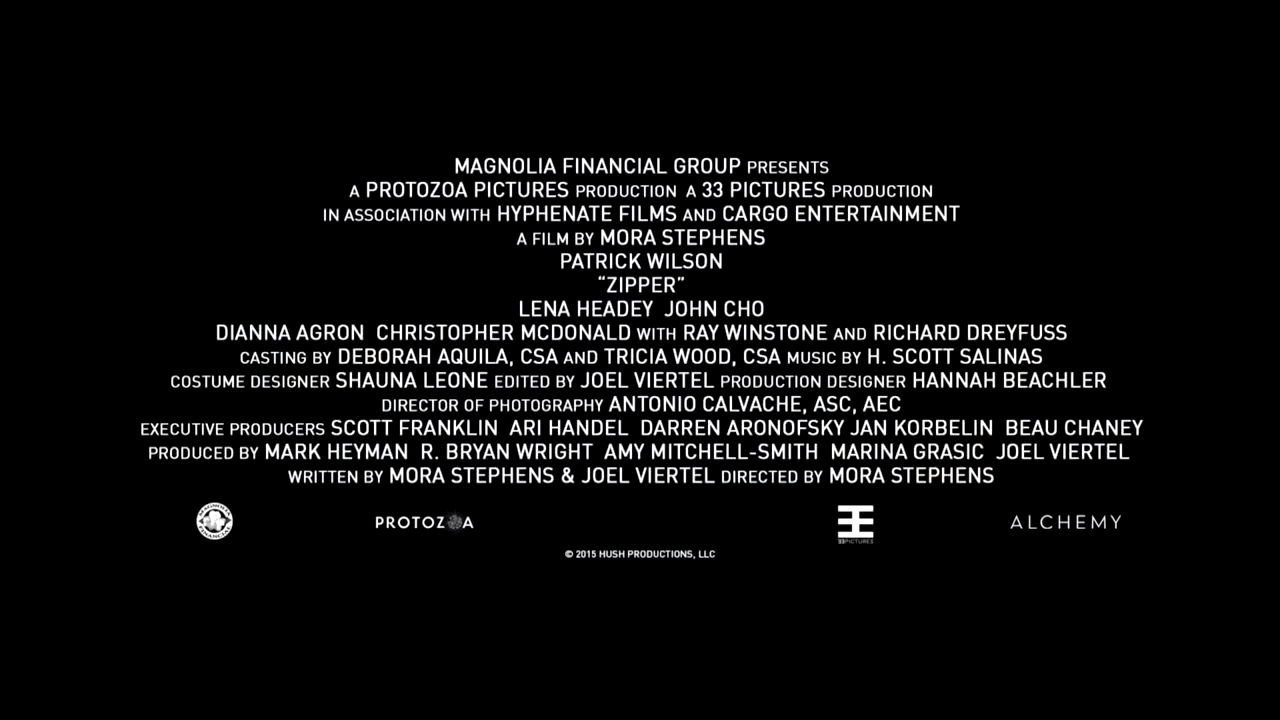 MAGNOLIA FINANCIAL GROUP PRESENTS
A PROTOZOA PICTURES PRODUCTION A 33 PICTURES PRODUCTION
IN ASSOCIATION WITH HYPHENATE FILMS AND CARGO ENTERTAINMENT
A FILM BY MORA STEPHENS
PATRICK WILSON
“ZIPPER”
LENA HEADEY JOHN CHO
DIANNA AGRON CHRISTOPHER MCDONALD WITH RAY WINSTONE AND RICHARD DREYFUSS
CASTING BY DEBORAH AQUILA, CSA AND TRICIA WOOD, CSA MUSIC BY H. SCOTT SALINAS
COSTUME DESIGNER SHAUNA LEONE EDITED BY JOEL VIERTEL PRODUCTION DESIGNER HANNAH BEACHLER
DIRECTOR OF PHOTOGRAPHY ANTONIO CALVACHE, ASC, AEC
EXECUTIVE PRODUCERS SCOTT FRANKLIN ARI HANDEL DARREN ARONOFSKY JAN KORBELIN BEAU CHANEY
PRODUCED BY MARK HEYMAN R. BRYAN WRIGHT AMY MITCHELL-SMITH MARINA GRASIC JOEL VIERTEL
WRITTEN BY MORA STEPHENS & JOEL VIERTEL DIRECTED BY MORA STEPHENS
MAGNOLIA FINANCIAL
PROTOZOA
33PICTURES
ALCHEMY
© 2015 HUSH PRODUCTIONS, LLC